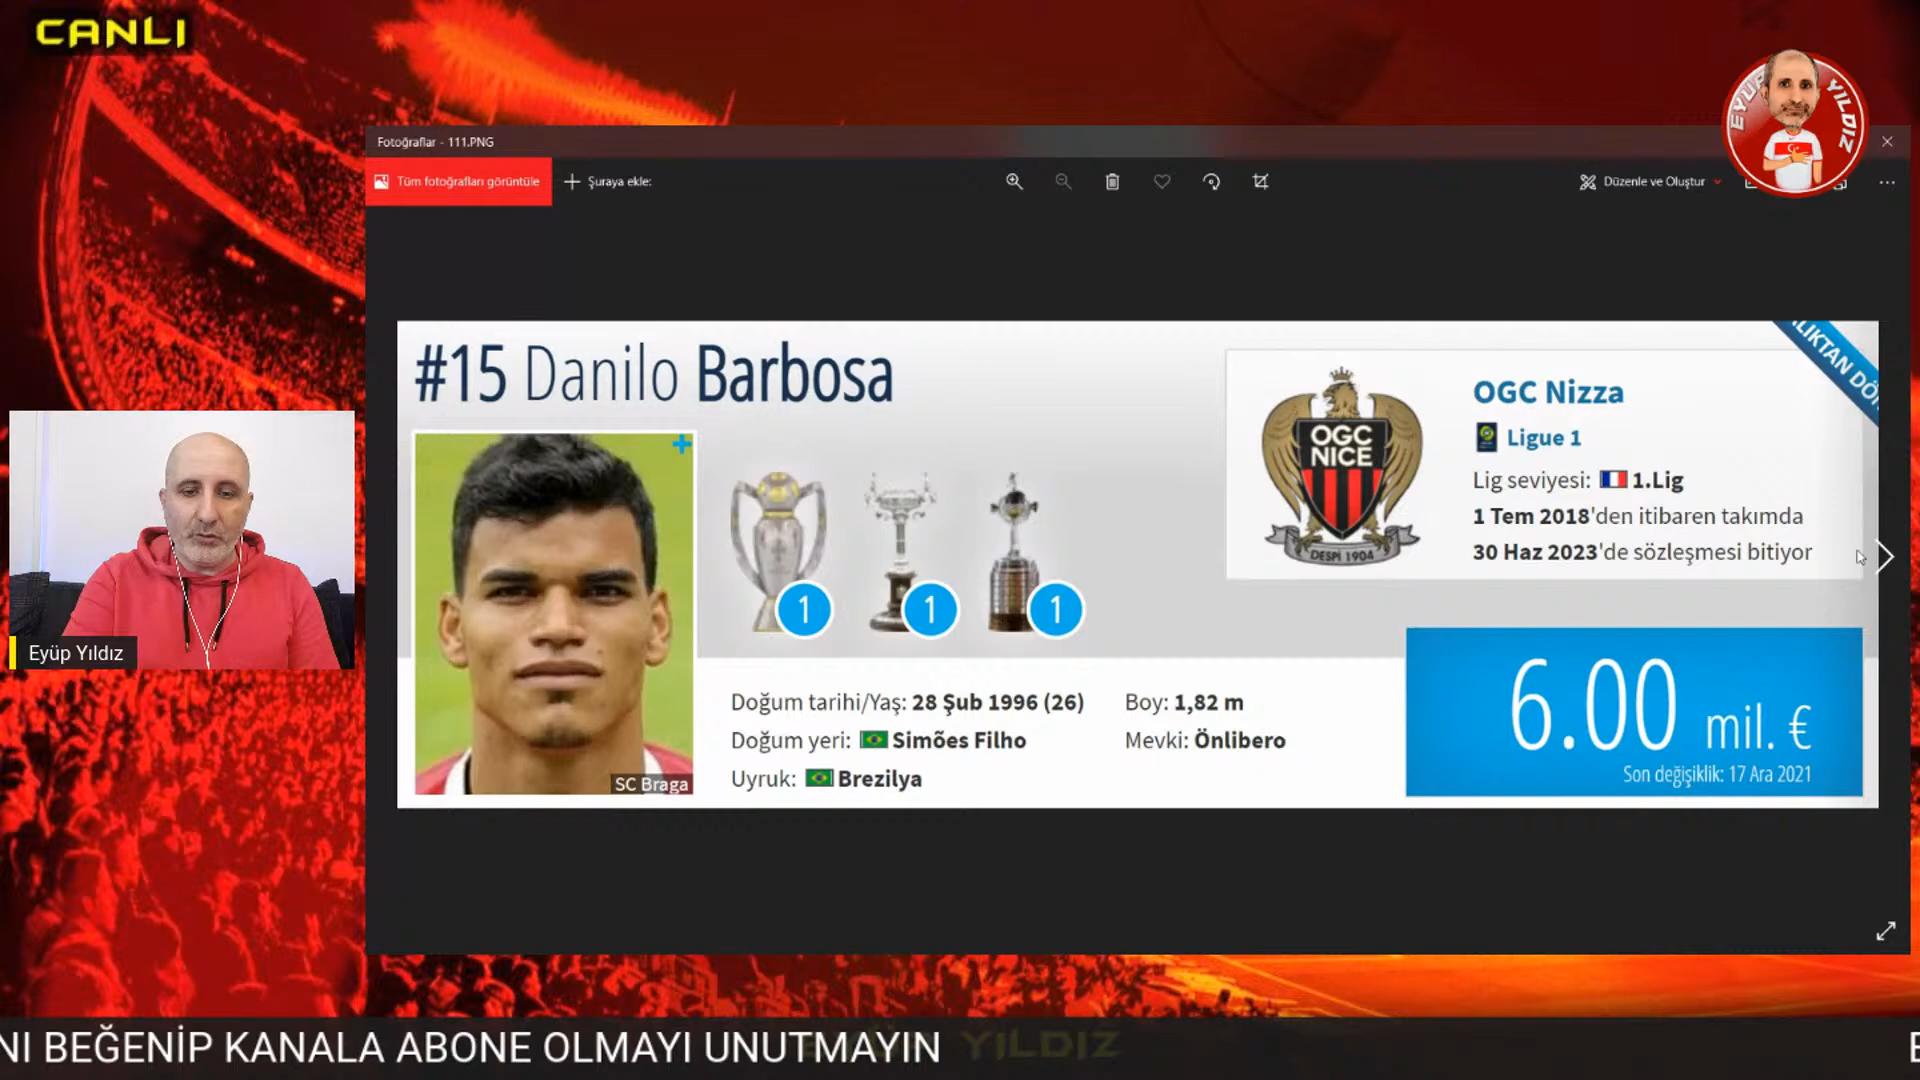 CANLI
EYÜP YILDIZ
Fotoğraflar - 111.PNG
Tüm fotoğrafları görüntüle
Şuraya ekle:
Düzenle ve Oluştur
#15 Danilo Barbosa
OGC Nizza
Ligue 1
Lig seviyesi: 1.Lig
1 Tem 2018'den itibaren takımda
30 Haz 2023'de sözleşmesi bitiyor
OGC
NICE
DESPI 1904
1
1
1
SC Braga
Doğum tarihi/Yaş: 28 Şub 1996 (26)
Boy: 1,82 m
Doğum yeri: Simões Filho
Mevki: Önlibero
Uyruk: Brezilya
6.00 mil. €
Son değişiklik: 17 Ara 2021
Eyüp Yıldız
NI BEĞENİP KANALA ABONE OLMAYI UNUTMAYIN
YILDIZ